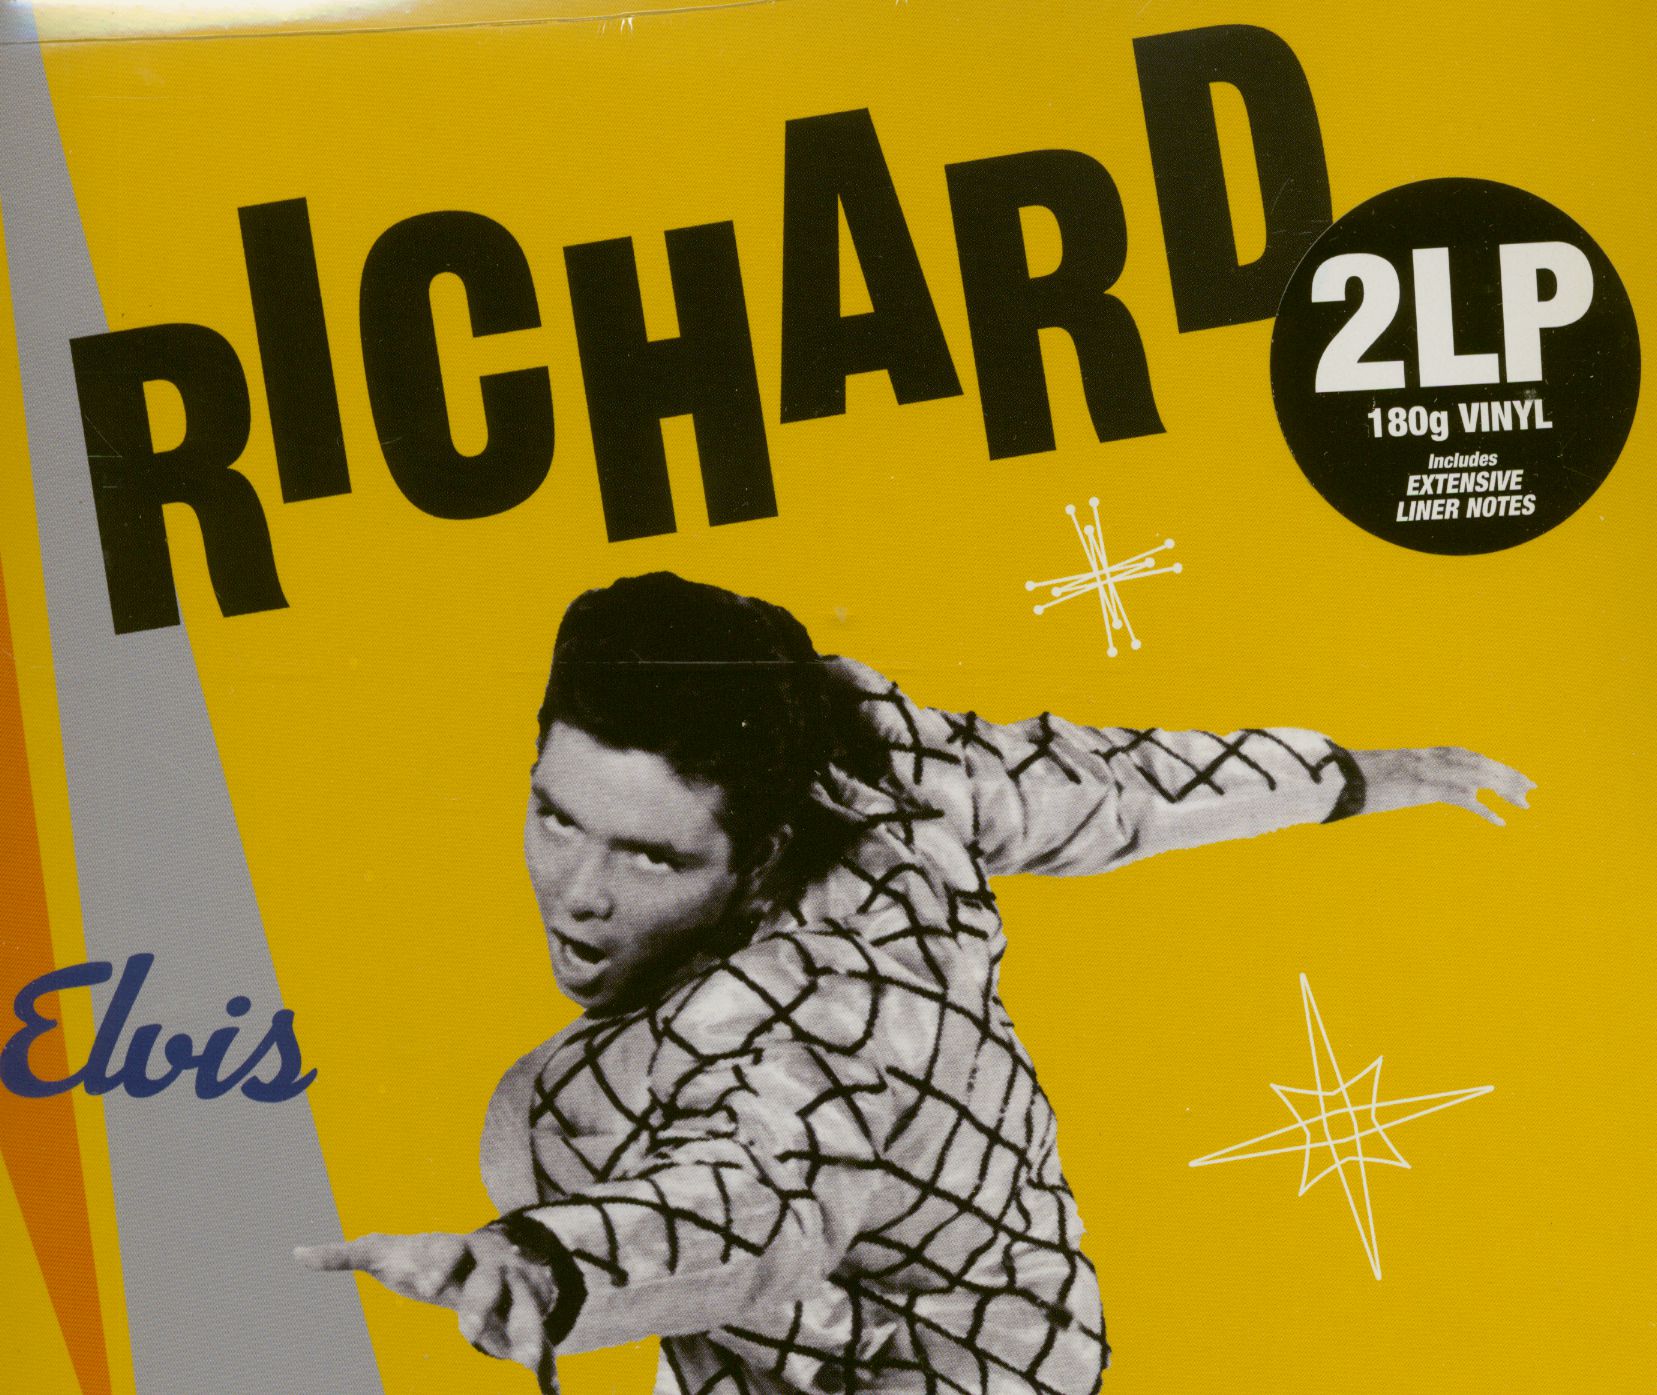 RICHARD
2LP
180g VINYL
Includes
EXTENSIVE
LINER NOTES
Elvis